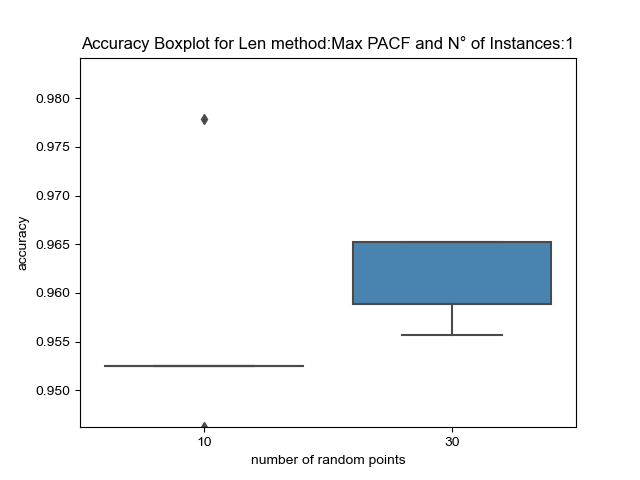 Accuracy Boxplot for Len method:Max PACF and N° of Instances:1
0.980
0.975
0.970
0.965
0.960
0.955
0.950
accuracy
10 30
number of random points